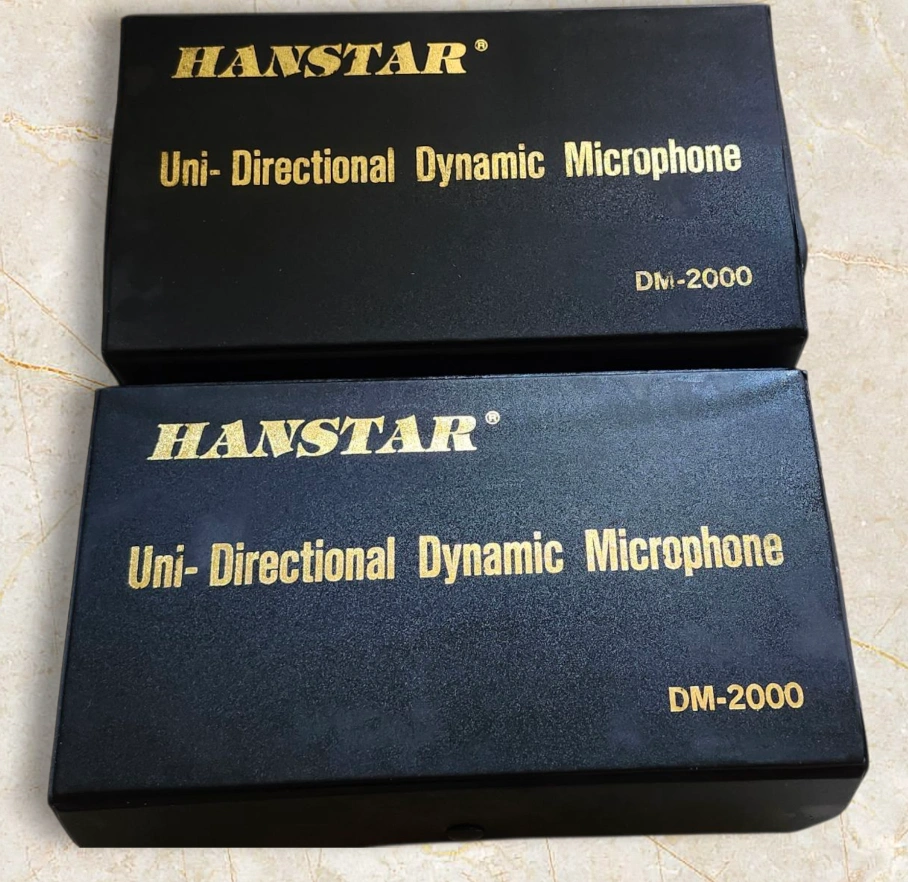 HANSTAR®
Uni- Directional Dynamic Microphone
DM-2000
HANSTAR®
Uni- Directional Dynamic Microphone
DM-2000